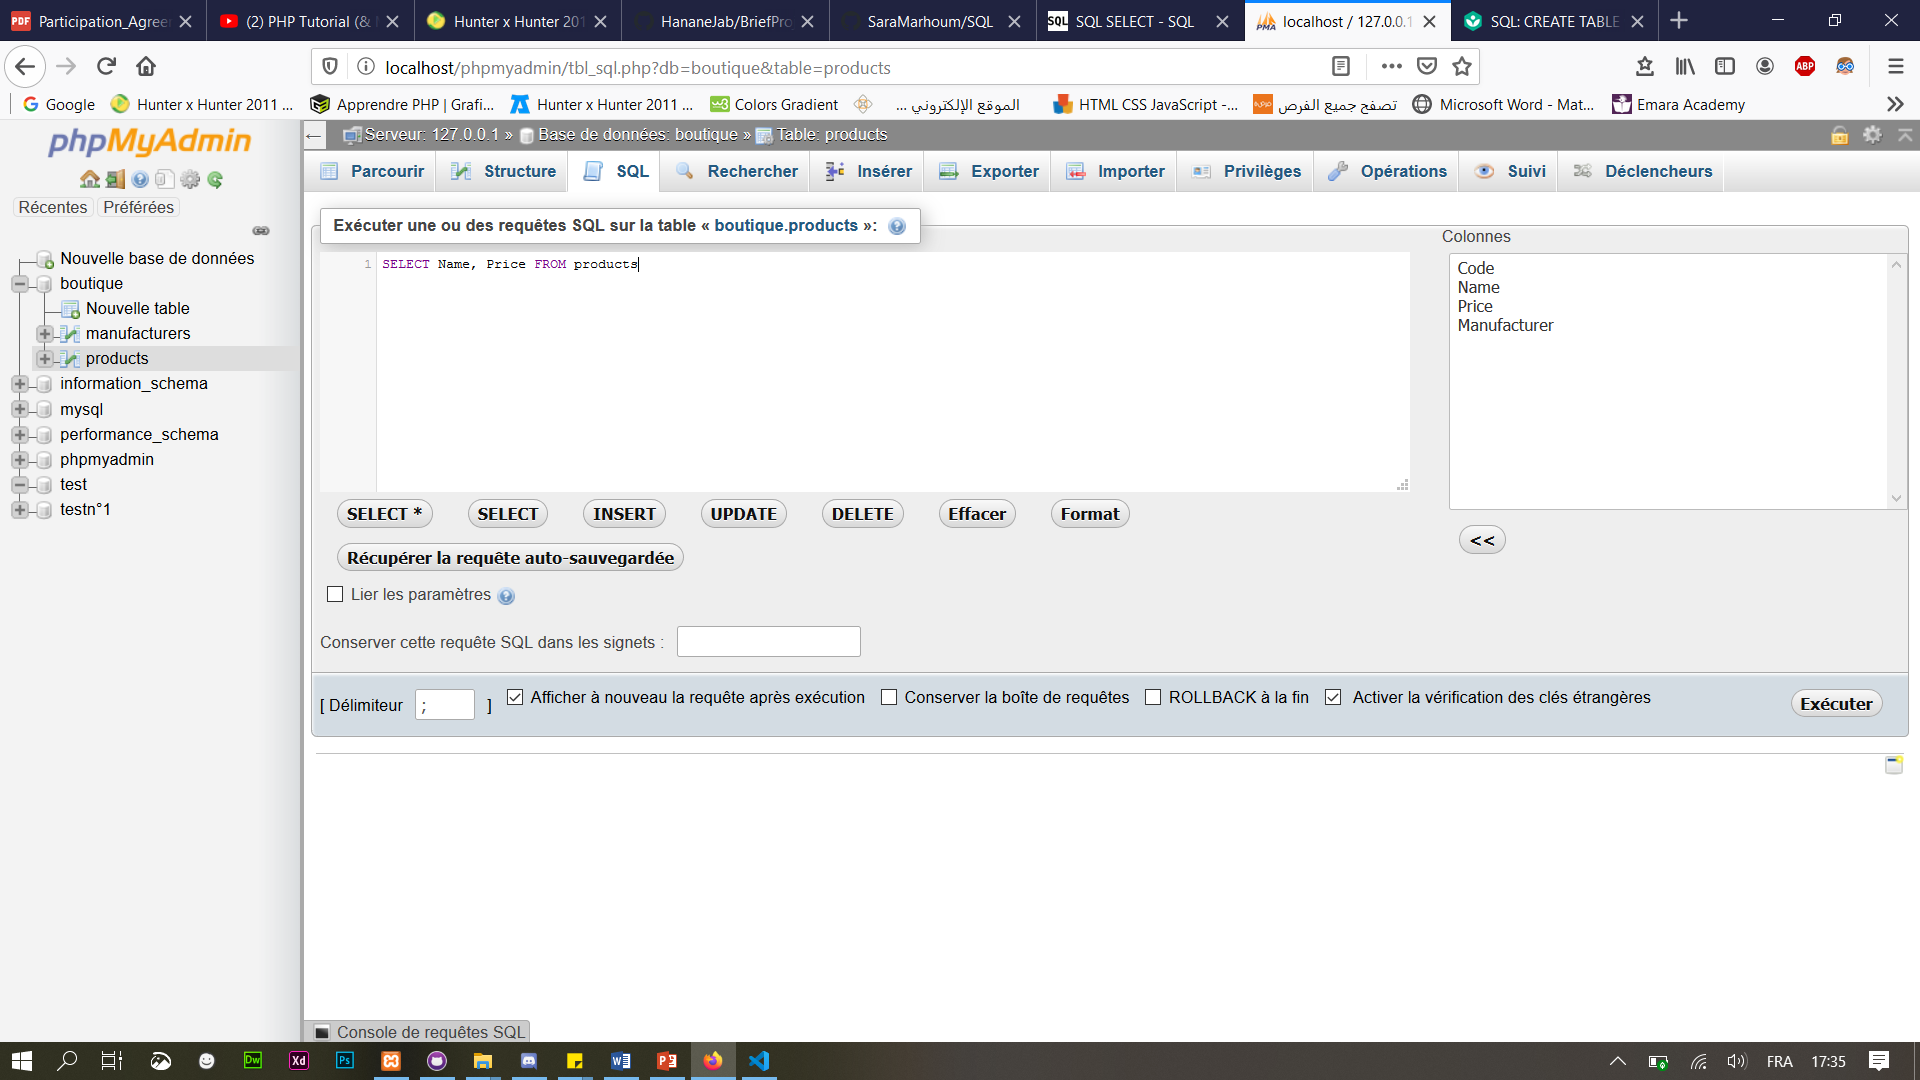 Participation_Agreem
(2) PHP Tutorial (&
Hunter x Hunter 201
HananeJab/BriefPro
SaraMarhoum/SQL
SQL SELECT - SQL
localhost / 127.0.0.1
SQL: CREATE TABLE
localhost/phpmyadmin/tbl_sql.php?db=boutique&table=products
Google
Hunter x Hunter 2011 ...
Apprendre PHP | Grafi...
Hunter x Hunter 2011 ...
Colors Gradient
الموقع الإلكتروني ...
HTML CSS JavaScript -...
تصفح جميع الفرص
Microsoft Word - Mat...
Emara Academy
phpMyAdmin
Récentes Préférées
Nouvelle base de données
boutique
Nouvelle table
manufacturers
products
information_schema
mysql
performance_schema
phpmyadmin
test
testn°1
Serveur: 127.0.0.1 » Base de données: boutique » Table: products
Parcourir Structure SQL Rechercher Insérer Exporter Importer Privilèges Opérations Suivi Déclencheurs
Exécuter une ou des requêtes SQL sur la table « boutique.products »:
1 SELECT Name, Price FROM products
Colonnes
Code
Name
Price
Manufacturer
<<
SELECT * SELECT INSERT UPDATE DELETE Effacer Format
Récupérer la requête auto-sauvegardée
Lier les paramètres
Conserver cette requête SQL dans les signets :
[ Délimiteur ; ] Afficher à nouveau la requête après exécution Conserver la boîte de requêtes ROLLBACK à la fin Activer la vérification des clés étrangères Exécuter
Console de requêtes SQL
FRA 17:35